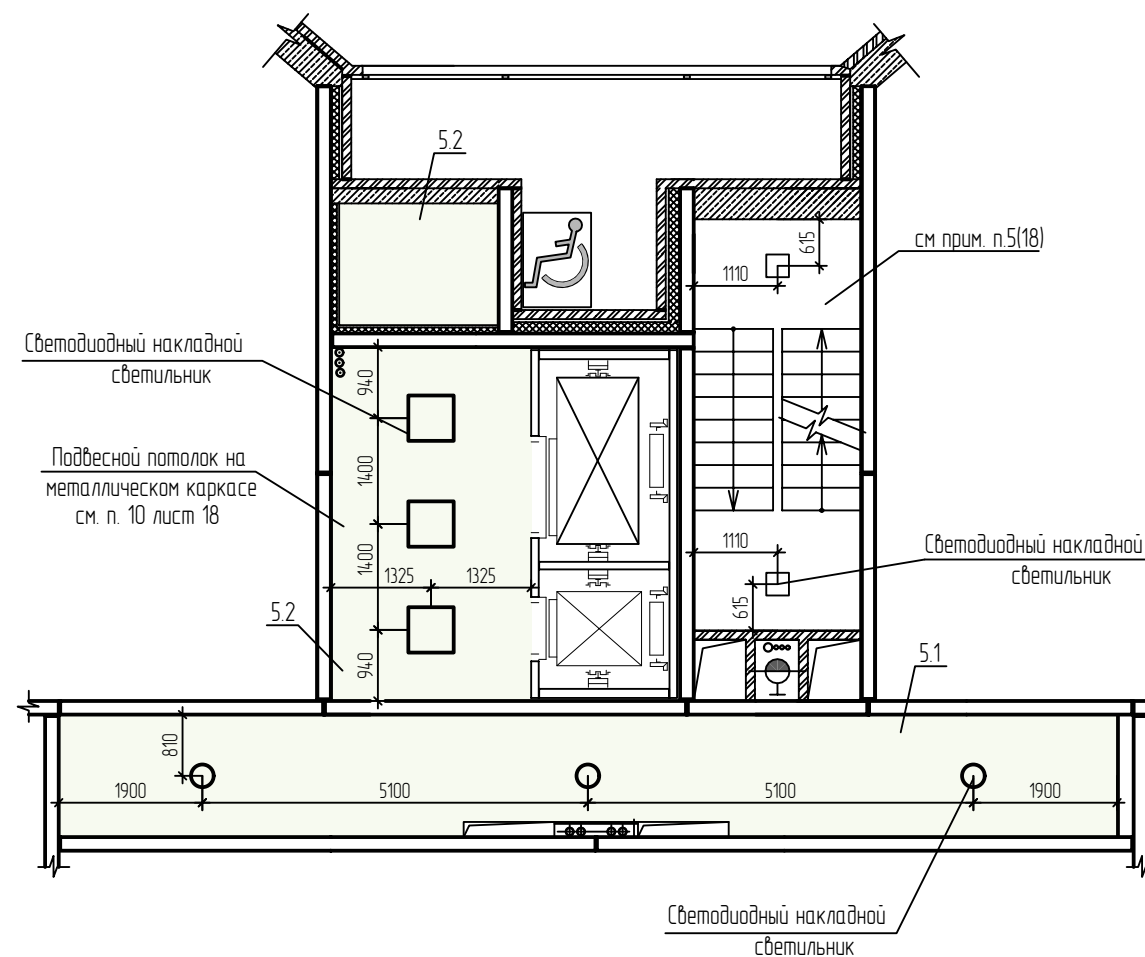 5.2
см прим. п.5(18)
615
1110
Светодиодный накладной
светильник
940
Подвесной потолок на
металлическом каркасе
см. п. 10 лист 18
1400
1400
1110
Светодиодный накладной
светильник
1325
1325
615
5.2
940
5.1
810
1900
5100
5100
1900
Светодиодный накладной
светильник